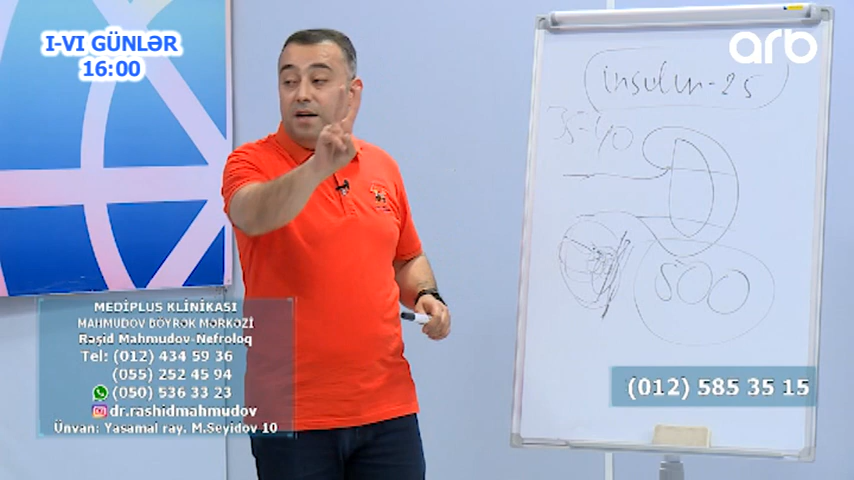 I-VI GÜNLƏR
16:00
arb
insulin-25
35-40
500
MEDİPLUS KLİNİKASI
MAHMUDOV BÖYRƏK MƏRKƏZİ
Rəşid Mahmudov-Nefroloq
Tel: (012) 434 59 36
(055) 252 45 94
(050) 536 33 23
dr.rashidmahmudov
Ünvan: Yasamal ray. M.Seyidov 10
(012) 585 35 15